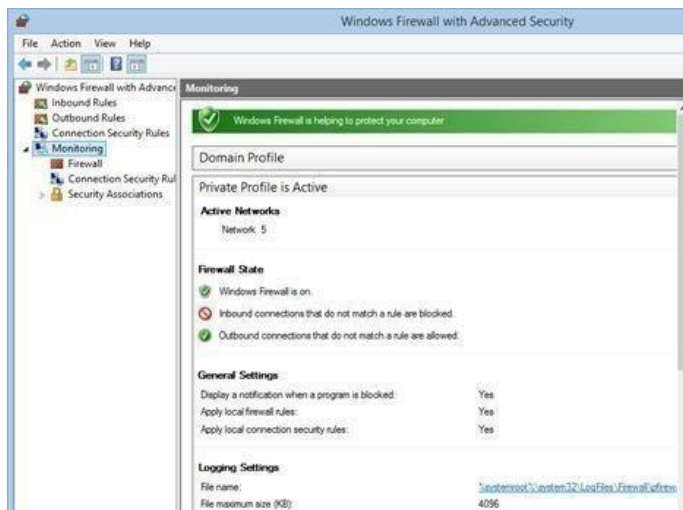 Windows Firewall with Advanced Security
File Action View Help
Windows Firewall with Advance
Inbound Rules
Outbound Rules
Connection Security Rules
Monitoring
Firewall
Connection Security Rul
Security Associations
Monitoring
Windows Firewall is helping to protect your computer
Domain Profile
Private Profile is Active
Active Networks
Network 5
Firewall State
Windows Firewall is on.
Inbound connections that do not match a rule are blocked.
Outbound connections that do not match a rule are allowed.
General Settings
Display a notification when a program is blocked: Yes
Apply local firewall rules: Yes
Apply local connection security rules: Yes
Logging Settings
File name: %systemroot%\system32\LogFiles\Firewall\pfirew
File maximum size (KB): 4096